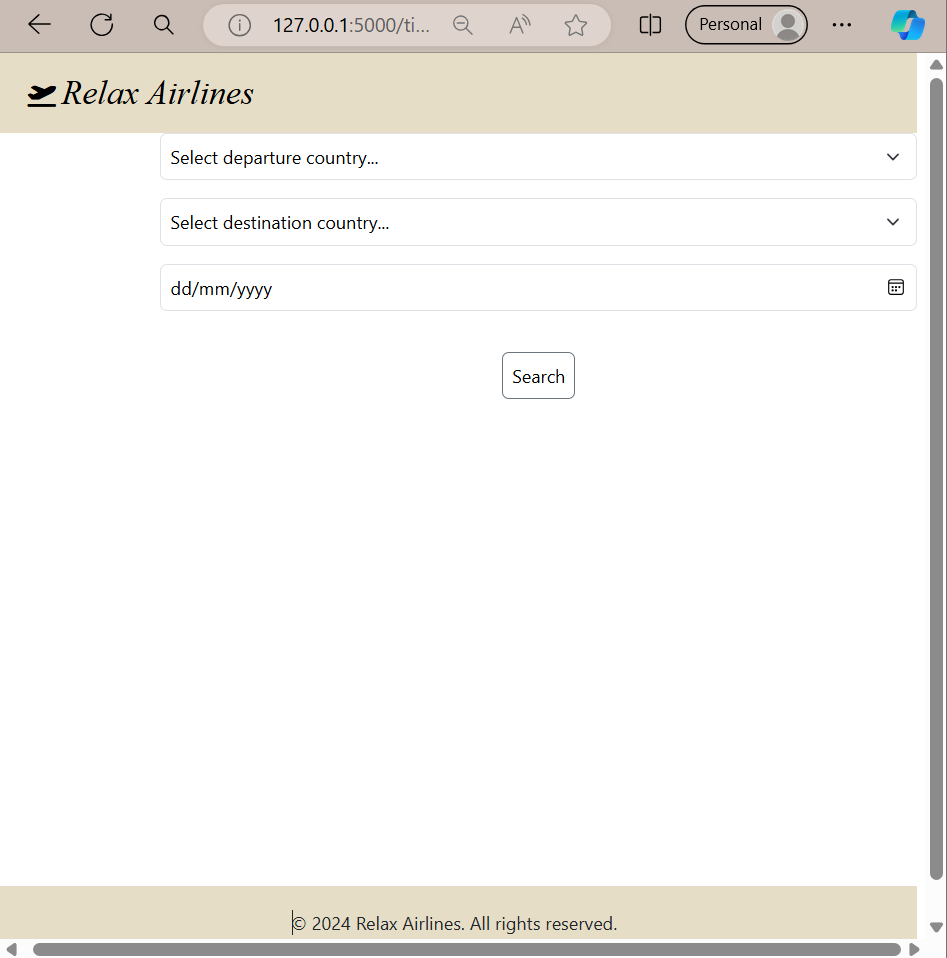 127.0.0.1:5000/ti...
Personal
Relax Airlines
Select departure country...
Select destination country...
dd/mm/yyyy
Search
© 2024 Relax Airlines. All rights reserved.